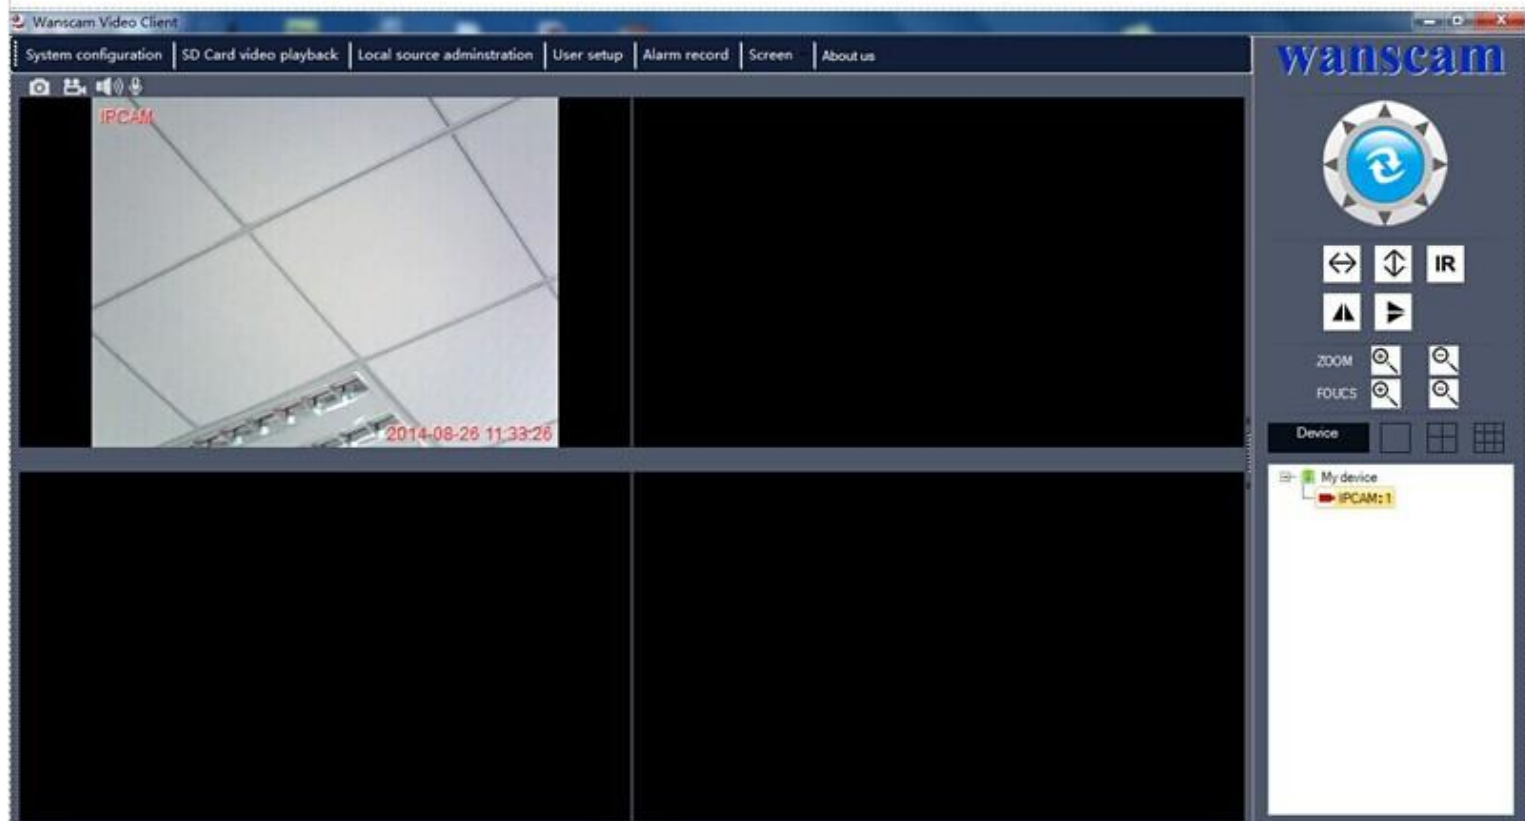 Wanscam Video Client
System configuration SD Card video playback Local source adminstration User setup Alarm record Screen About us
wanscam
IPCAM
2014-08-26 11:33:26
IR
ZOOM
FOUCS
Device
My device
IPCAM:1